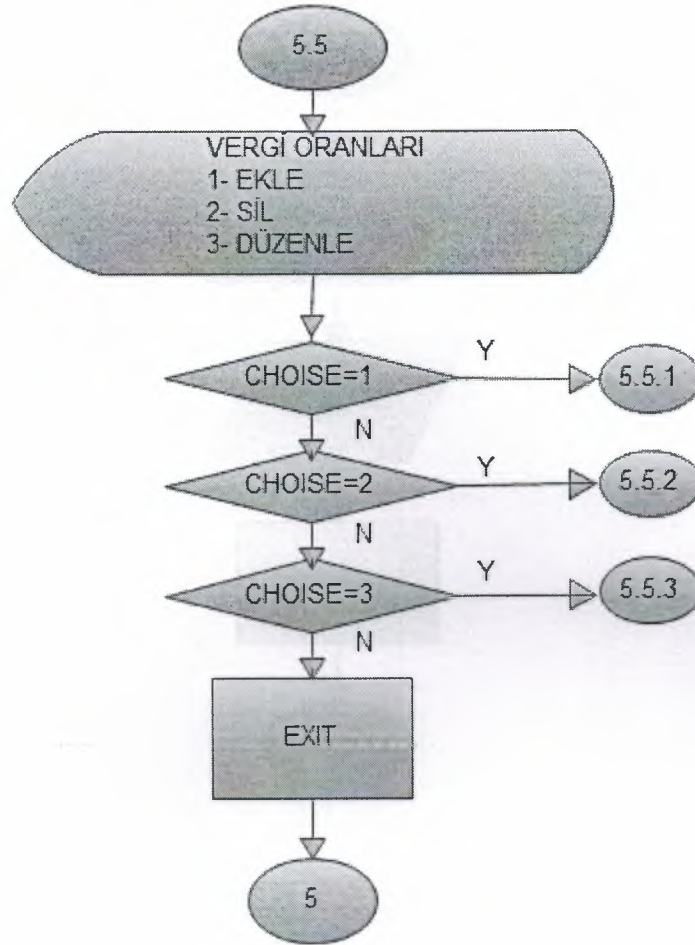 5.5
VERGİ ORANLARI
1- EKLE
2- SİL
3- DÜZENLE
CHOISE=1
Y
5.5.1
N
CHOISE=2
Y
5.5.2
N
CHOISE=3
Y
5.5.3
N
EXIT
5